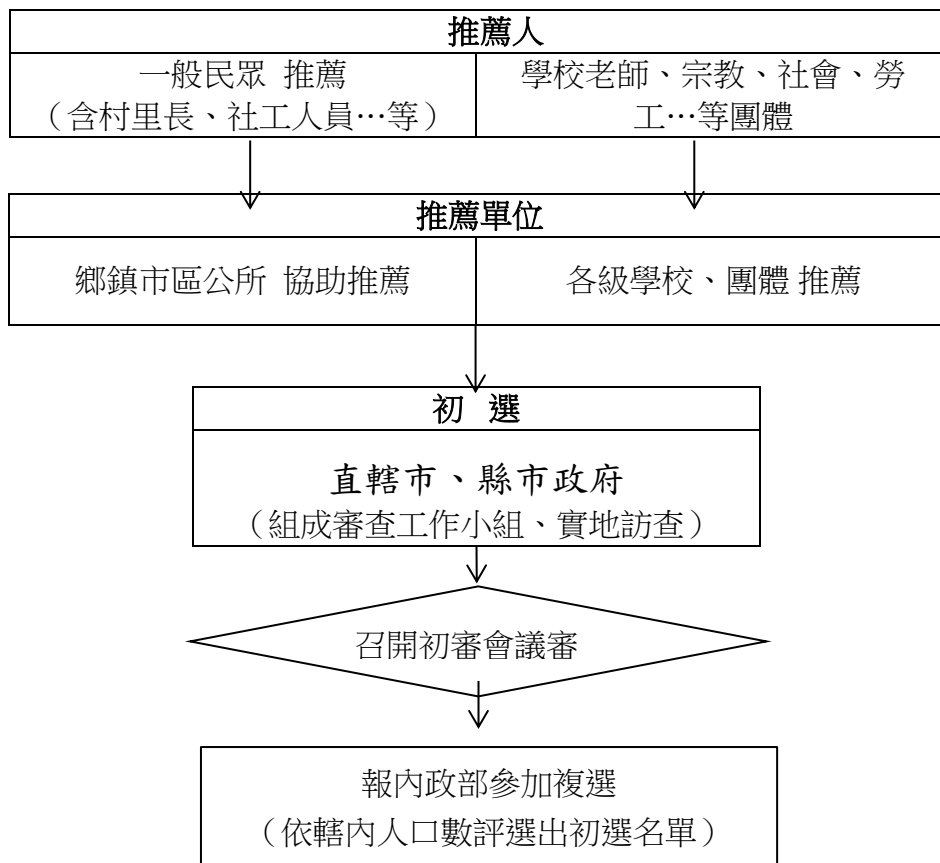 推薦人
一般民眾 推薦
（含村里長、社工人員…等）
學校老師、宗教、社會、勞
工…等團體
推薦單位
鄉鎮市區公所 協助推薦
各級學校、團體 推薦
初 選
直轄市、縣市政府
（組成審查工作小組、實地訪查）
召開初審會議審
報內政部參加複選
（依轄內人口數評選出初選名單）